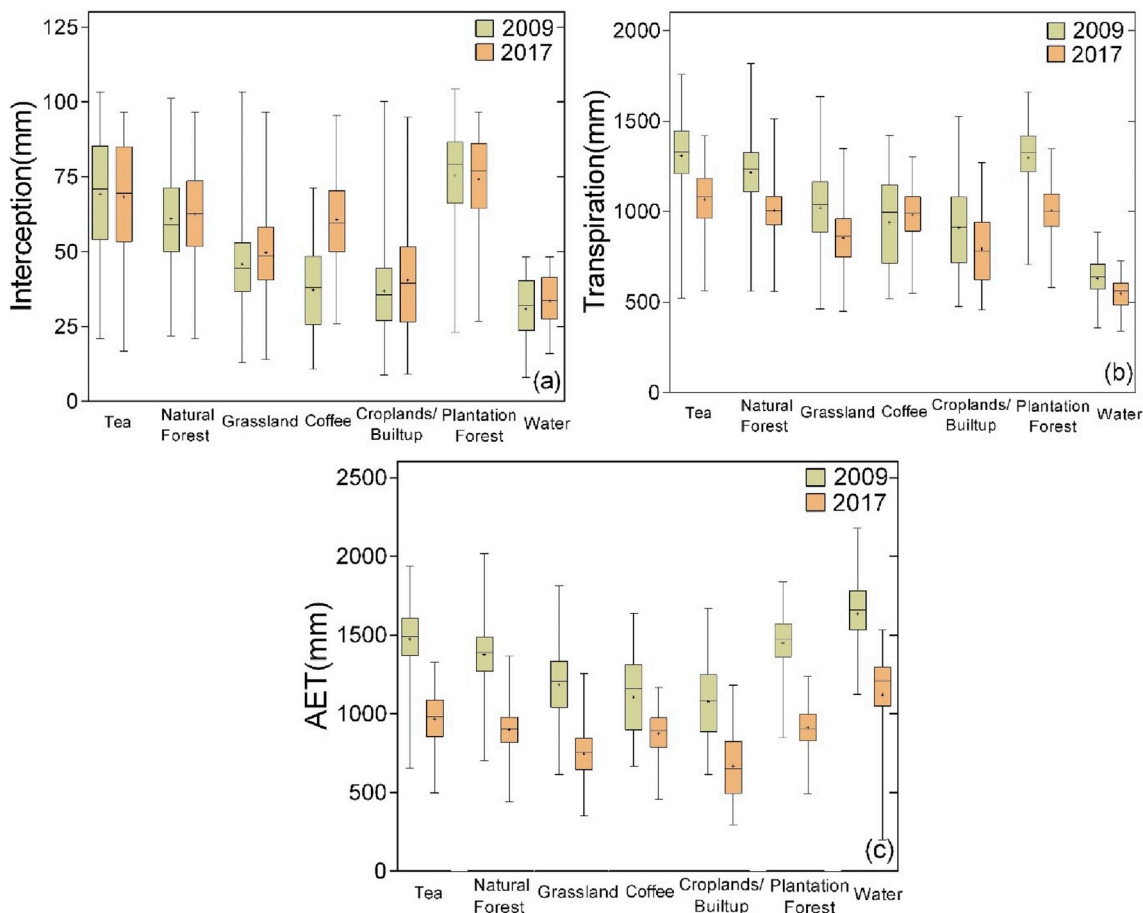 Interception(mm)
125
100
75
50
25
0
2009
2017
(a)
Tea
Natural
Forest
Grassland
Coffee
Croplands/
Builtup
Plantation
Forest
Water
Transpiration(mm)
2000
1500
1000
500
0
2009
2017
(b)
Tea
Natural
Forest
Grassland
Coffee
Croplands/
Builtup
Plantation
Forest
Water
AET(mm)
2500
2000
1500
1000
500
0
2009
2017
(c)
Tea
Natural
Forest
Grassland
Coffee
Croplands/
Builtup
Plantation
Forest
Water